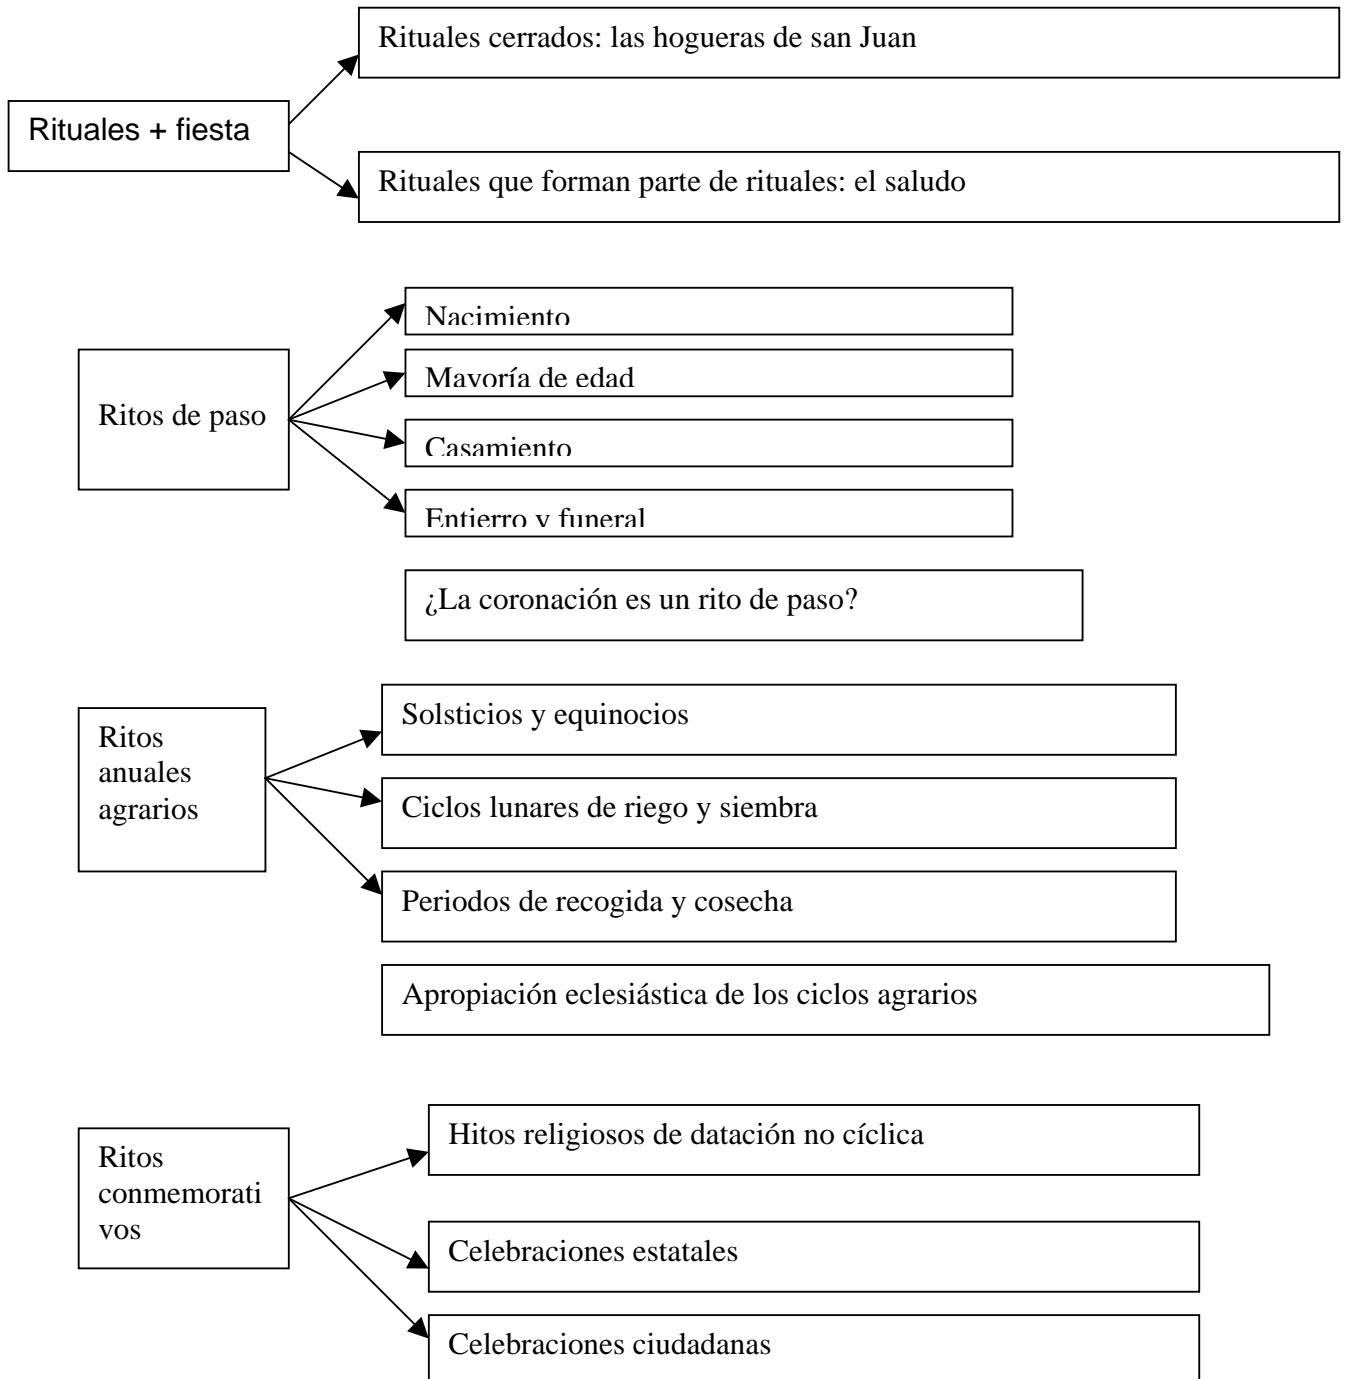 Rituales cerrados: las hogueras de san Juan
Rituales + fiesta
Rituales que forman parte de rituales: el saludo
Nacimiento
Mayoría de edad
Ritos de paso
Casamiento
Entierro y funeral
¿La coronación es un rito de paso?
Solsticios y equinocios
Ritos
anuales
agrarios
Ciclos lunares de riego y siembra
Periodos de recogida y cosecha
Apropiación eclesiástica de los ciclos agrarios
Hitos religiosos de datación no cíclica
Ritos
conmemorati
vos
Celebraciones estatales
Celebraciones ciudadanas